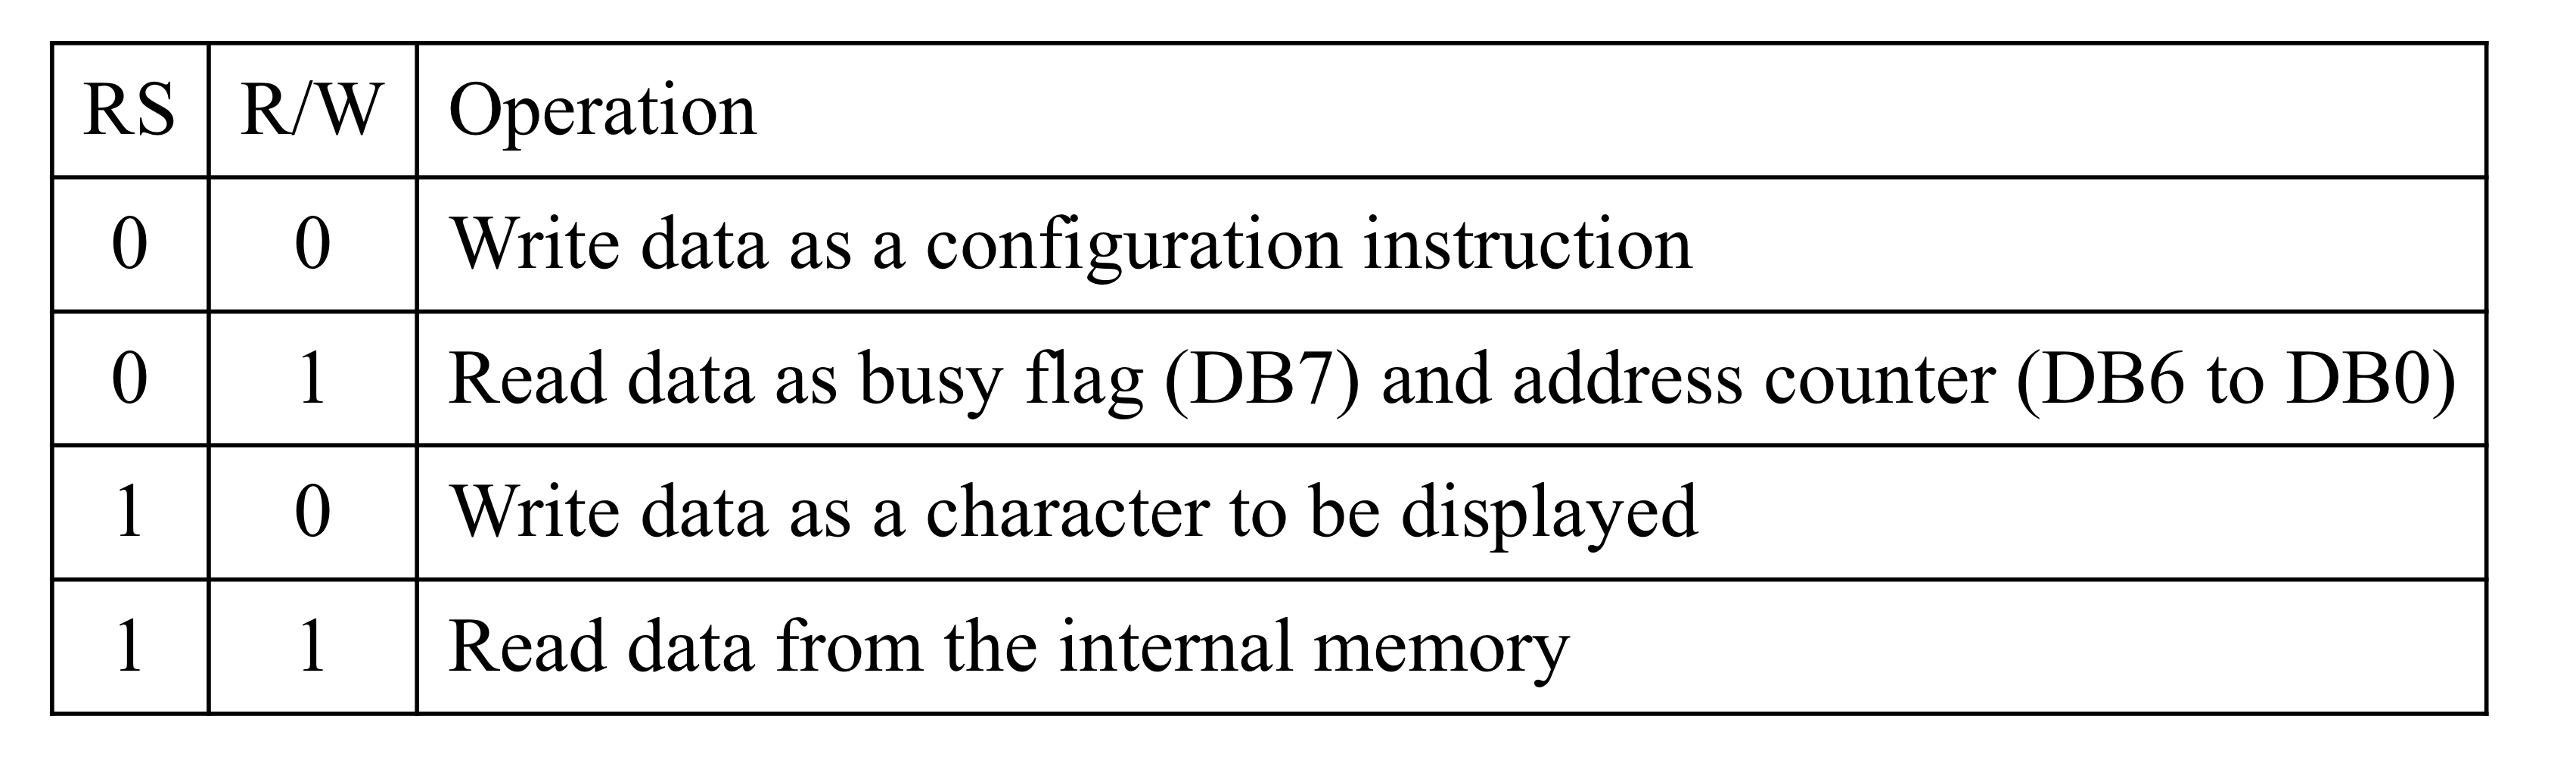 RS R/W Operation
0 0 Write data as a configuration instruction
0 1 Read data as busy flag (DB7) and address counter (DB6 to DB0)
1 0 Write data as a character to be displayed
1 1 Read data from the internal memory